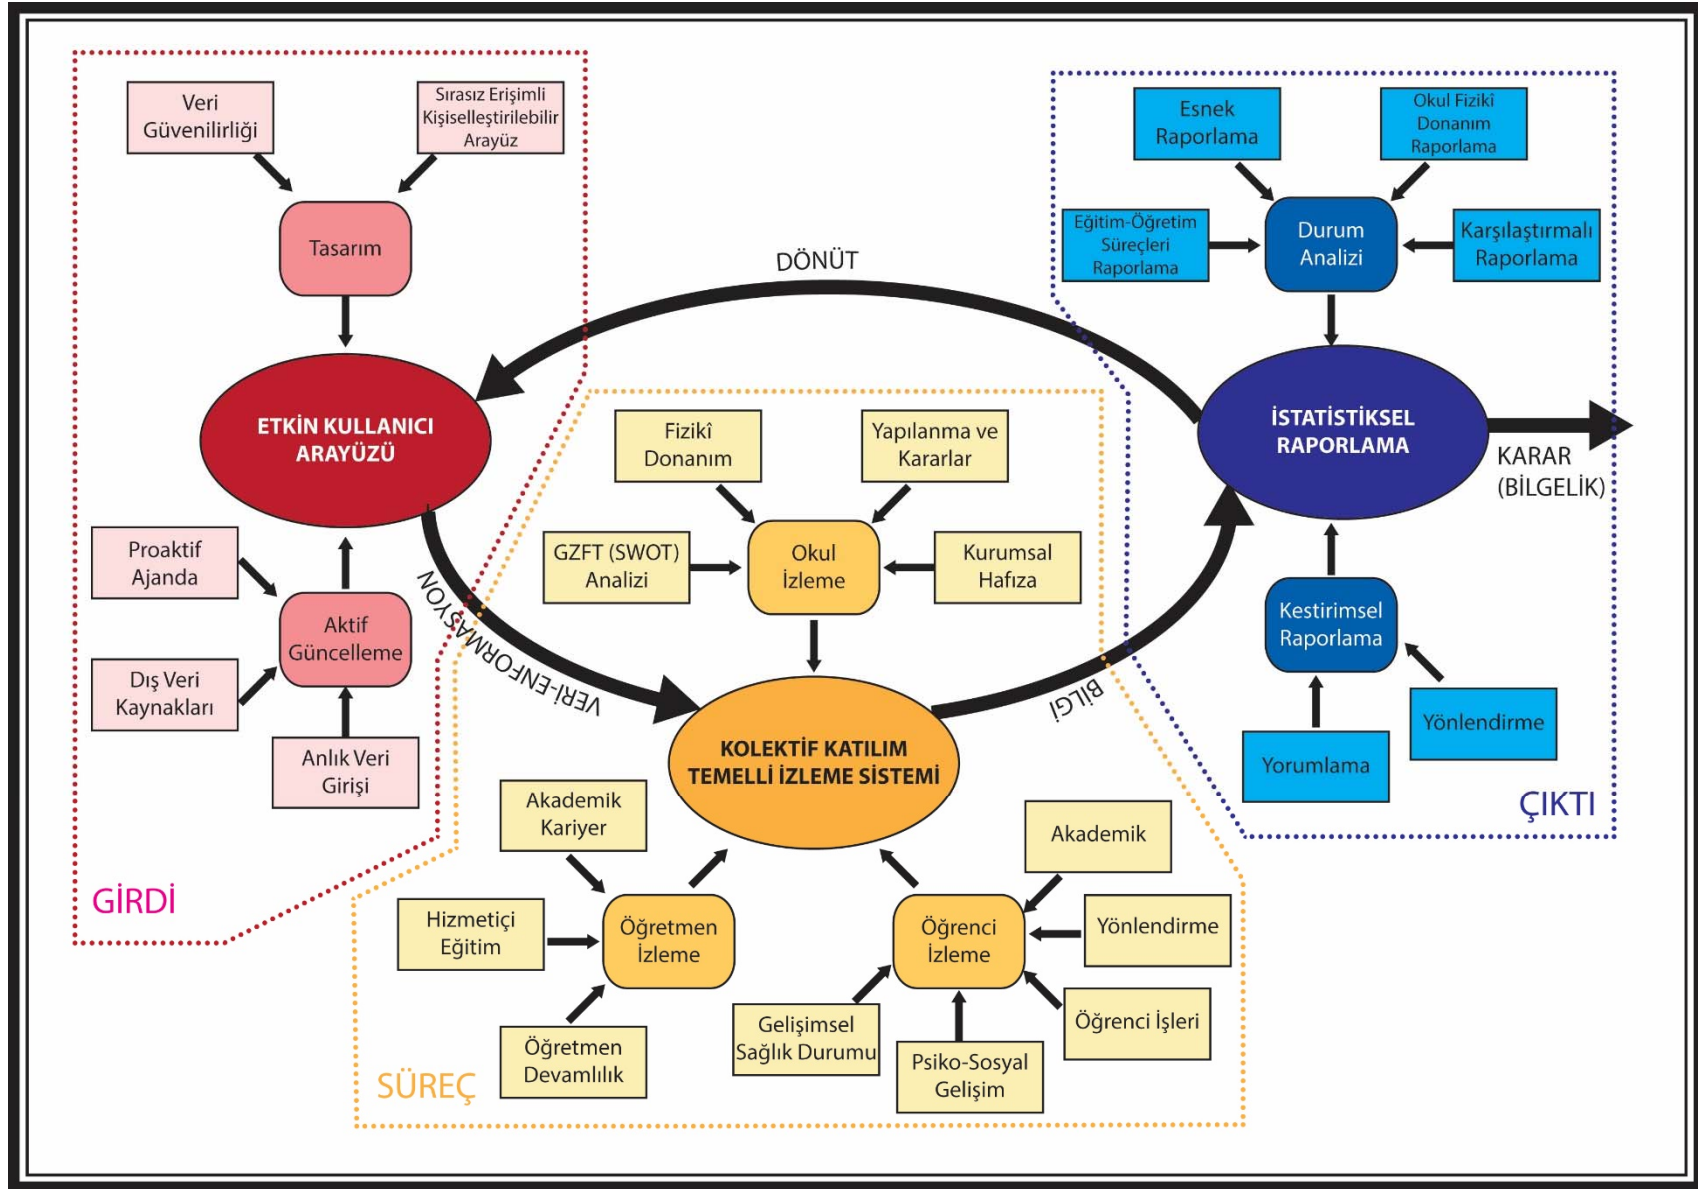 Veri
Güvenilirliği
Sırasız Erişimli
Kişiselleştirilebilir
Arayüz
Tasarım
ETKİN KULLANICI
ARAYÜZÜ
Proaktif
Ajanda
Aktif
Güncelleme
Dış Veri
Kaynakları
Anlık Veri
Girişi
GİRDİ
DÖNÜT
VERİ-ENFORMASYON
Fizikî
Donanım
Yapılanma ve
Kararlar
GZFT (SWOT)
Analizi
Okul
İzleme
Kurumsal
Hafıza
KOLEKTİF KATILIM
TEMELLİ İZLEME SİSTEMİ
Akademik
Kariyer
Hizmetiçi
Eğitim
Öğretmen
İzleme
Öğretmen
Devamlılık
Akademik
Öğrenci
İzleme
Yönlendirme
Öğrenci İşleri
Gelişimsel
Sağlık Durumu
Psiko-Sosyal
Gelişim
SÜREÇ
BİLGİ
Esnek
Raporlama
Okul Fizikî
Donanım
Raporlama
Eğitim-Öğretim
Süreçleri
Raporlama
Durum
Analizi
Karşılaştırmalı
Raporlama
İSTATİSTİKSEL
RAPORLAMA
KARAR
(BİLGELİK)
Kestirimsel
Raporlama
Yönlendirme
Yorumlama
ÇIKTI